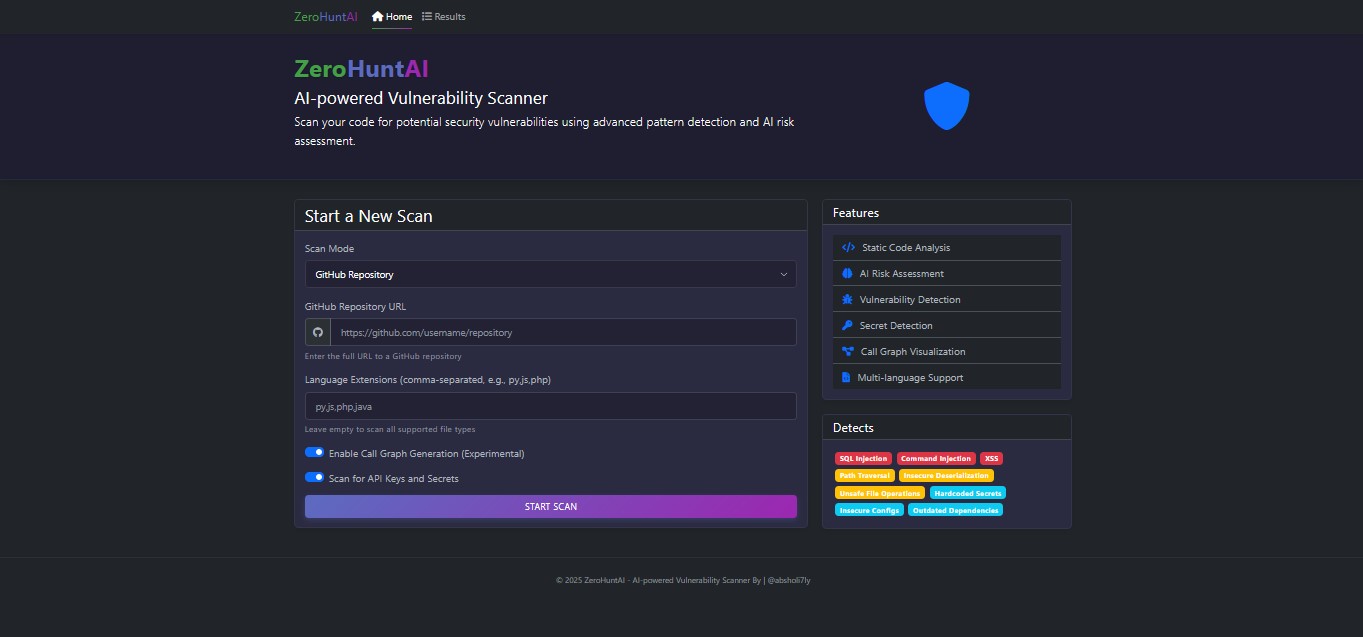 ZeroHuntAI Home Results
ZeroHuntAI
AI-powered Vulnerability Scanner
Scan your code for potential security vulnerabilities using advanced pattern detection and AI risk
assessment.
Start a New Scan
Scan Mode
GitHub Repository
GitHub Repository URL
https://github.com/username/repository
Enter the full URL to a GitHub repository
Language Extensions (comma-separated, e.g., py,js,php)
py,js,php,java
Leave empty to scan all supported file types
Enable Call Graph Generation (Experimental)
Scan for API Keys and Secrets
START SCAN
Features
Static Code Analysis
AI Risk Assessment
Vulnerability Detection
Secret Detection
Call Graph Visualization
Multi-language Support
Detects
SQL Injection Command Injection XSS
Path Traversal Insecure Deserialization
Unsafe File Operations Hardcoded Secrets
Insecure Configs Outdated Dependencies
© 2025 ZeroHuntAI - AI-powered Vulnerability Scanner By | @absholi7ly